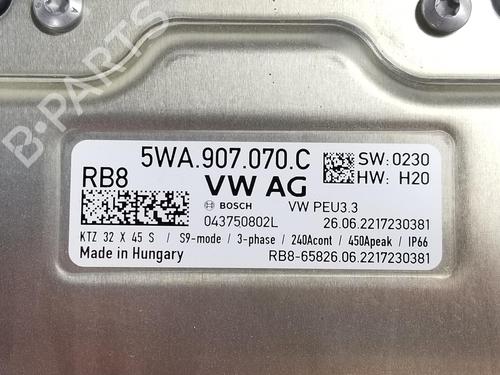 B-PARTS
5WA.907.070.C
SW: 0230
HW: H20
RB8
VW AG
BOSCH
VW PEU3.3
043750802L
26.06.2217230381
KTZ 32 X 45 S / S9-mode / 3-phase / 240Acont / 450Apeak / IP66
Made in Hungary
RB8-65826.06.2217230381